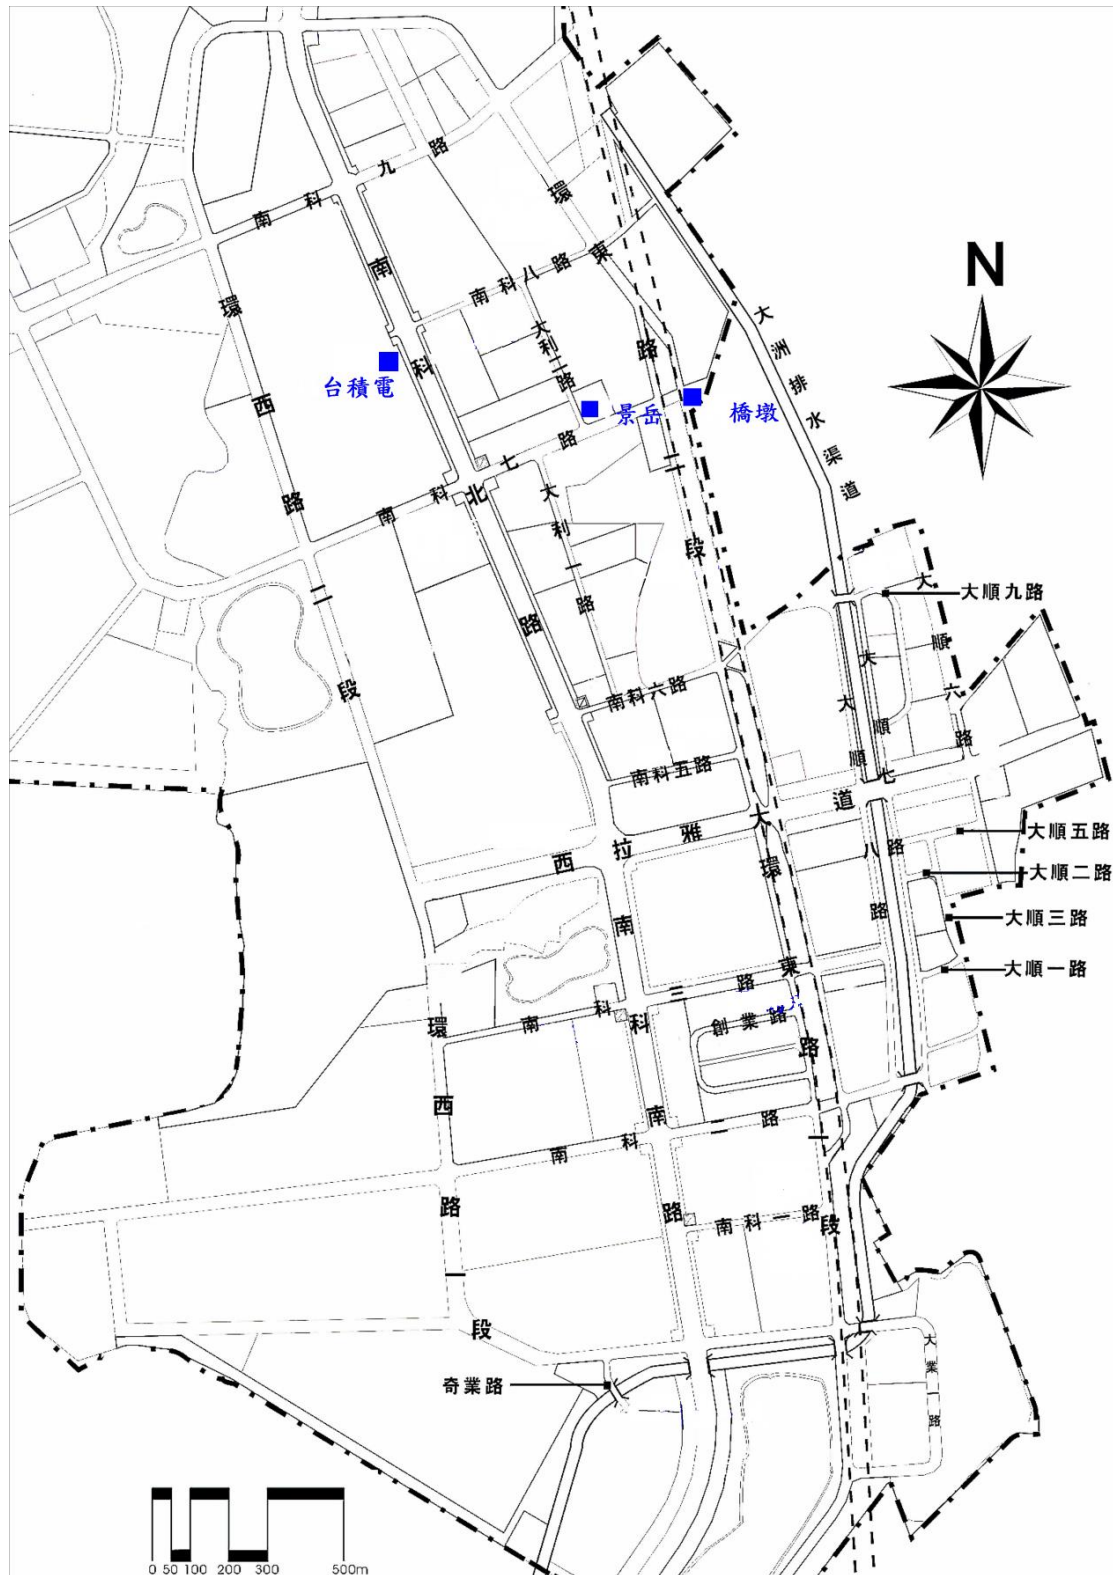 N
南科九路
南科八路
大利二路
環東路二段
大洲排水渠道
環西路二段
台積電
景岳
橋墩
南科七路
大利一路
南科北路
大順九路
大順六路
大順七路
大順八路
南科六路
南科五路
西拉雅大道
大順五路
大順二路
大順三路
大順一路
南科三路
創業路
環東路一段
環西路一段
南科南路
南科二路
南科一路
大業一路
奇業路
0 50 100 200 300 500m